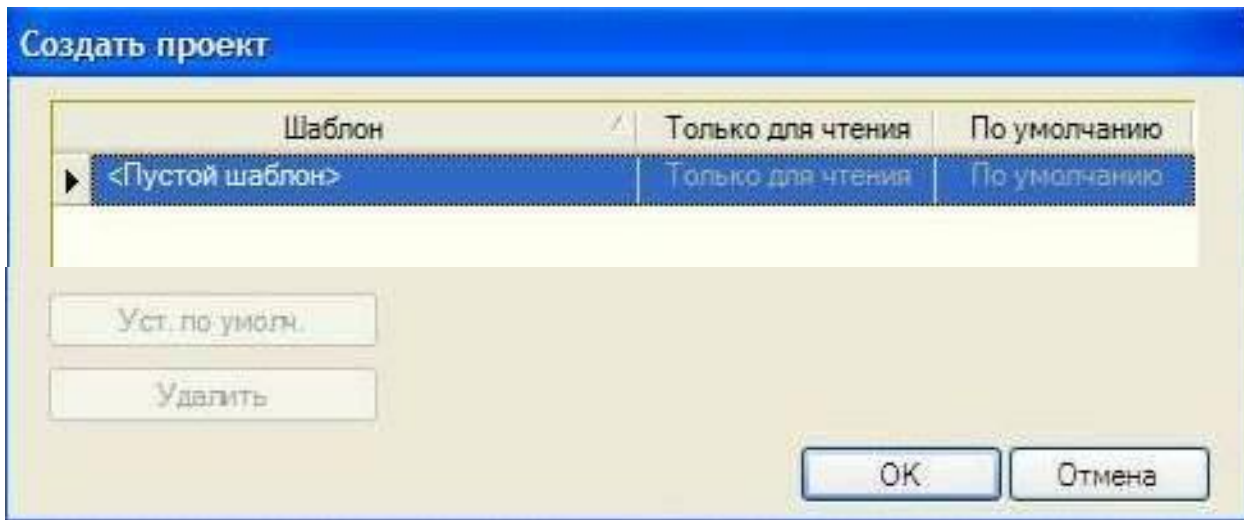 Создать проект
Шаблон Только для чтения По умолчанию
<Пустой шаблон> Только для чтения По умолчанию
Уст. по умолч.
Удалить
OK Отмена